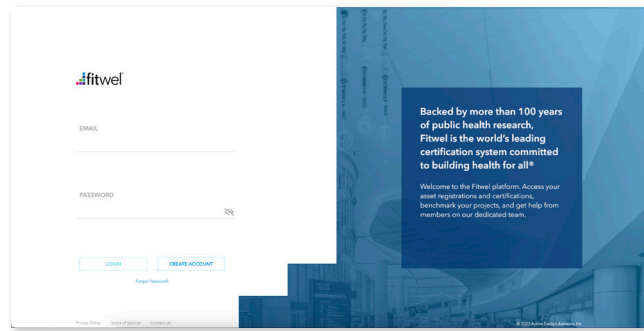 fitwel
EMAIL
PASSWORD
LOGIN
CREATE ACCOUNT
Forgot Password?
Privacy Policy
Terms of Service
Contact Us
Backed by more than 100 years
of public health research,
Fitwel is the world's leading
certification system committed
to building health for all®
Welcome to the Fitwel platform. Access your
asset registrations and certifications,
benchmark your projects, and get help from
members on our dedicated team.
© 2022 Active Design Advisors, Inc.